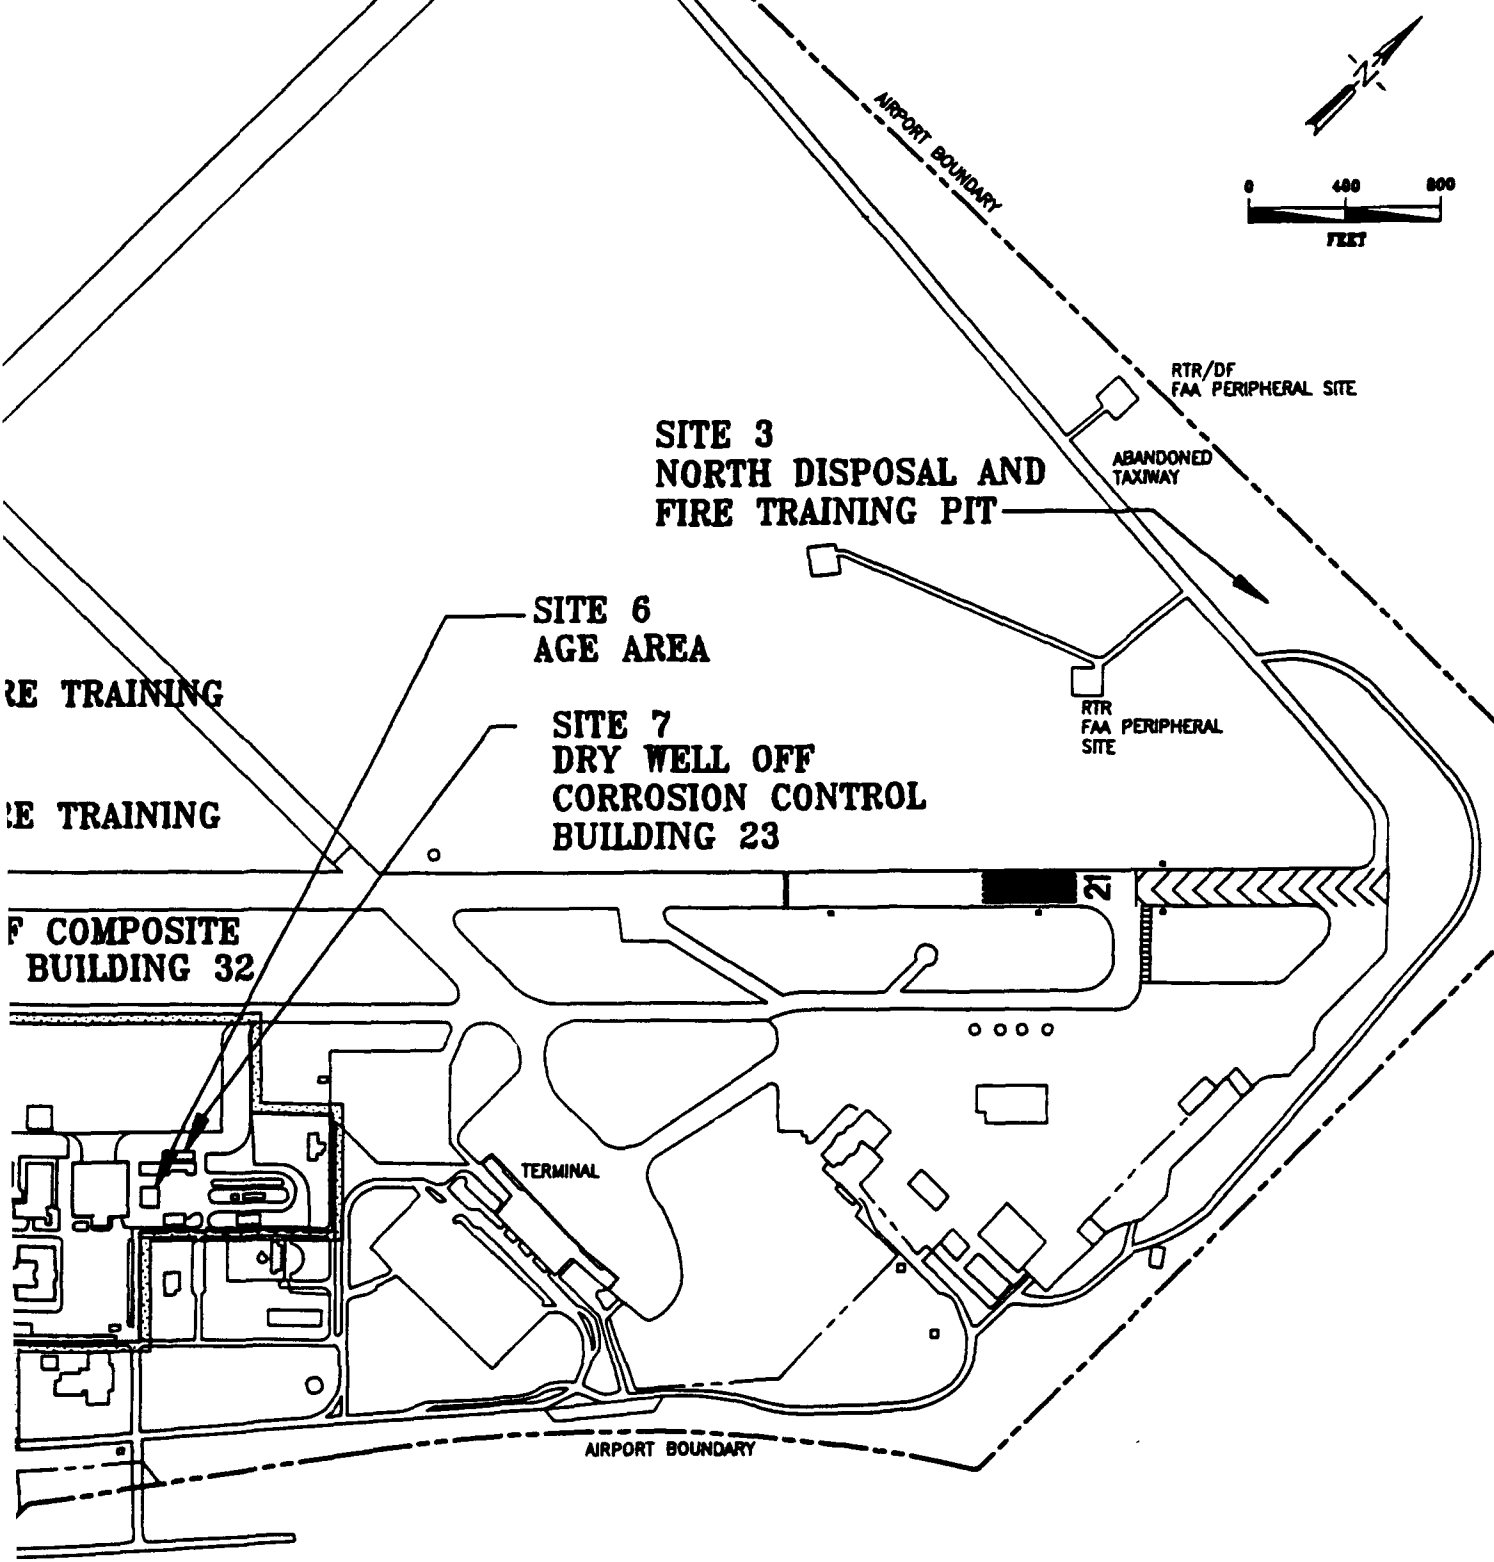 N
0 400 800
FEET
AIRPORT BOUNDARY
RTR/DF
FAA PERIPHERAL SITE
SITE 3
NORTH DISPOSAL AND
FIRE TRAINING PIT
ABANDONED
TAXIWAY
SITE 6
AGE AREA
RE TRAINING
RTR
FAA PERIPHERAL
SITE
SITE 7
DRY WELL OFF
CORROSION CONTROL
BUILDING 23
RE TRAINING
21
F COMPOSITE
BUILDING 32
TERMINAL
AIRPORT BOUNDARY